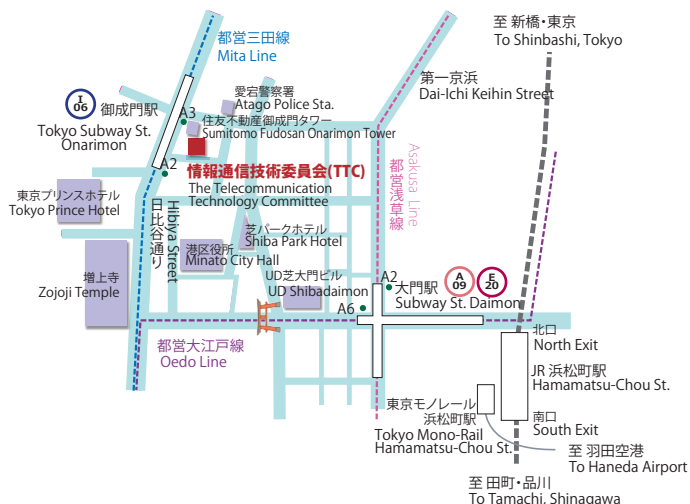 都営三田線
Mita Line
至 新橋・東京
To Shinbashi, Tokyo
第一京浜
Dai-Ichi Keihin Street
I
06
御成門駅
Tokyo Subway St.
Onarimon
A3
愛宕警察署
Atago Police Sta.
住友不動産御成門タワー
Sumitomo Fudosan Onarimon Tower
A2
情報通信技術委員会(TTC)
The Telecommunication
Technology Committee
Asakusa Line
都営浅草線
東京プリンスホテル
Tokyo Prince Hotel
日比谷通り
Hibiya Street
芝パークホテル
Shiba Park Hotel
港区役所
Minato City Hall
増上寺
Zojoji Temple
UD芝大門ビル
UD Shibadaimon
A2
大門駅
Subway St. Daimon
A
09
E
20
A6
都営大江戸線
Oedo Line
北口
North Exit
JR 浜松町駅
Hamamatsu-Chou St.
南口
South Exit
東京モノレール
浜松町駅
Tokyo Mono-Rail
Hamamatsu-Chou St.
至 羽田空港
To Haneda Airport
至 田町・品川
To Tamachi, Shinagawa